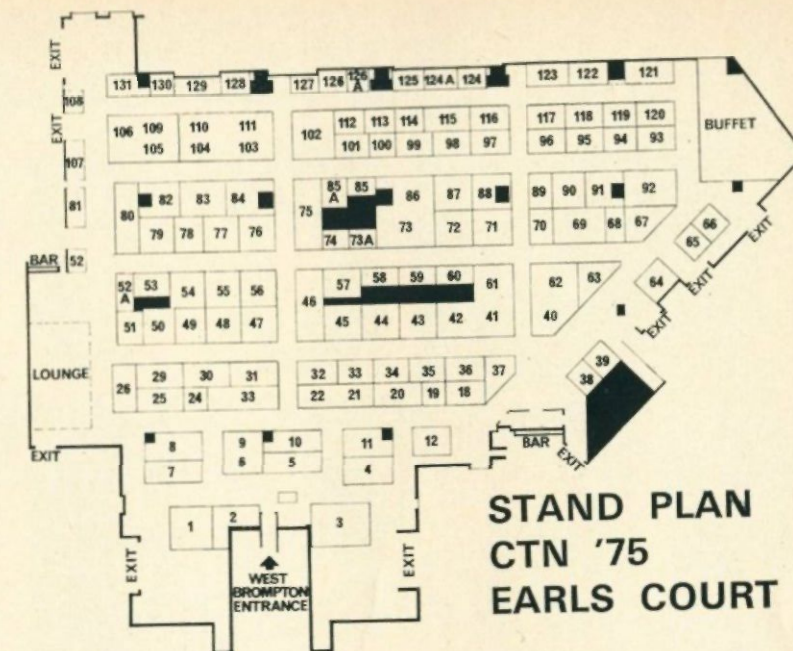 EXIT
131 130 129 128 127 126 126 A 125 124 A 124 123 122 121
108
EXIT
106 109 110 111 102 112 113 114 115 116 117 118 119 120
BUFFET
105 104 103 101 100 99 98 97 96 95 94 93
107
80 82 83 84 75 85 A 85 86 87 88 89 90 91 92
81
79 78 77 76 74 73A 73 72 71 70 69 68 67
66
65
EXIT
BAR
52
52 A 53 54 55 56 46 57 58 59 60 61 62 63
64
EXIT
51 50 49 48 47 45 44 43 42 41 40
EXIT
LOUNGE
26 29 30 31 32 33 34 35 36 37
39
38
25 24 33 22 21 20 19 18
EXIT
8 9 10 11 12
BAR
EXIT
7 6 5 4
1 2 3
EXIT
EXIT
WEST
BROMPTON
ENTRANCE
STAND PLAN
CTN '75
EARLS COURT